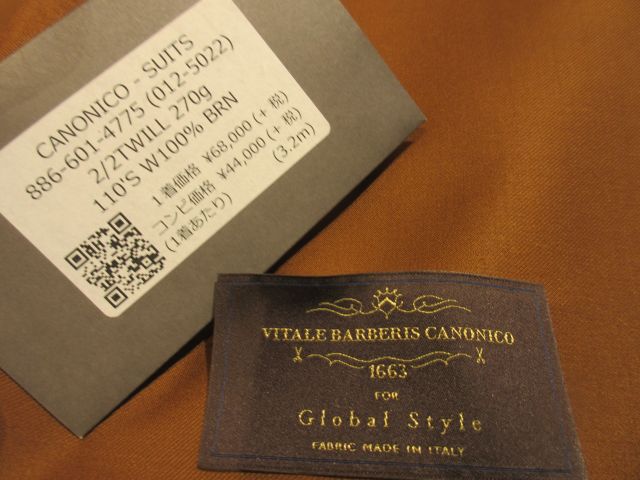 CANONICO - SUITS
886-601-4775 (012-5022)
2/2TWILL 270g
110'S W100% BRN
1着価格 ¥68,000(+ 税)
コンビ価格 ¥44,000(+ 税)
(1着あたり) (3.2m)
VITALE BARBERIS CANONICO
1663
FOR
Global Style
FABRIC MADE IN ITALY